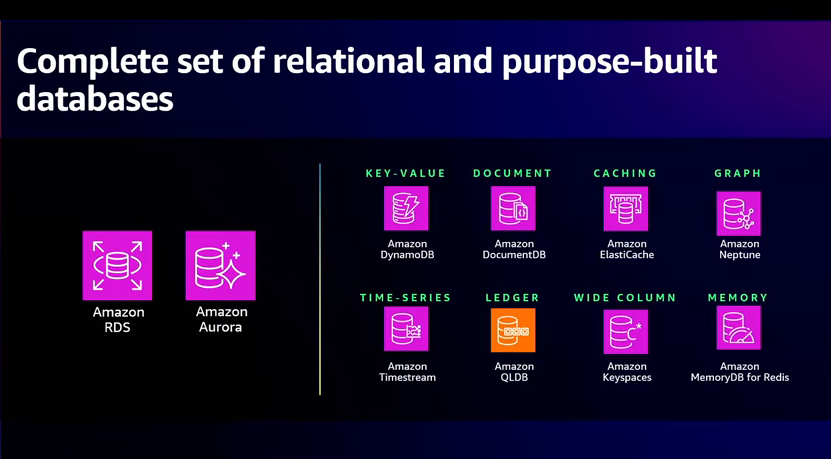 Complete set of relational and purpose-built
databases
Amazon
RDS
Amazon
Aurora
KEY-VALUE
Amazon
DynamoDB
DOCUMENT
Amazon
DocumentDB
CACHING
Amazon
ElastiCache
GRAPH
Amazon
Neptune
TIME-SERIES
Amazon
Timestream
LEDGER
Amazon
QLDB
WIDE COLUMN
C*
Amazon
Keyspaces
MEMORY
Amazon
MemoryDB for Redis